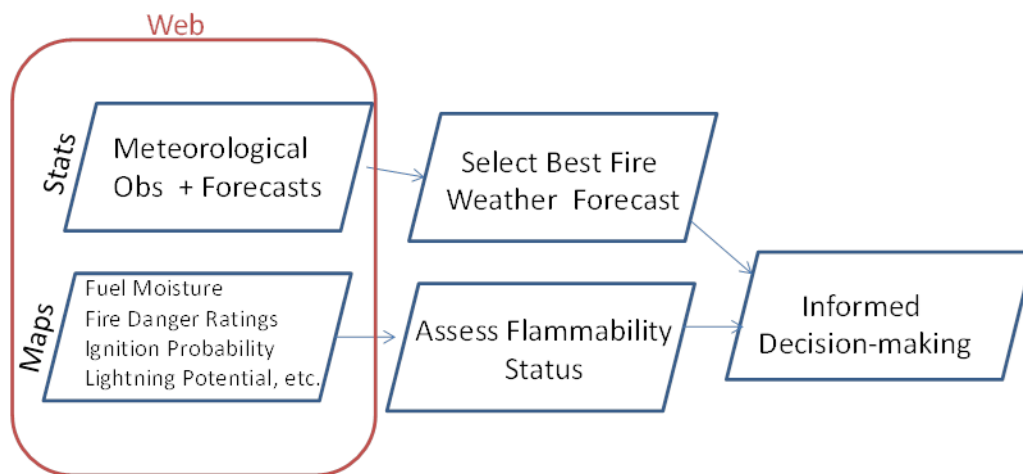 Web
Stats
Meteorological
Obs + Forecasts
Select Best Fire
Weather Forecast
Maps
Fuel Moisture
Fire Danger Ratings
Ignition Probability
Lightning Potential, etc.
Assess Flammability
Status
Informed
Decision-making